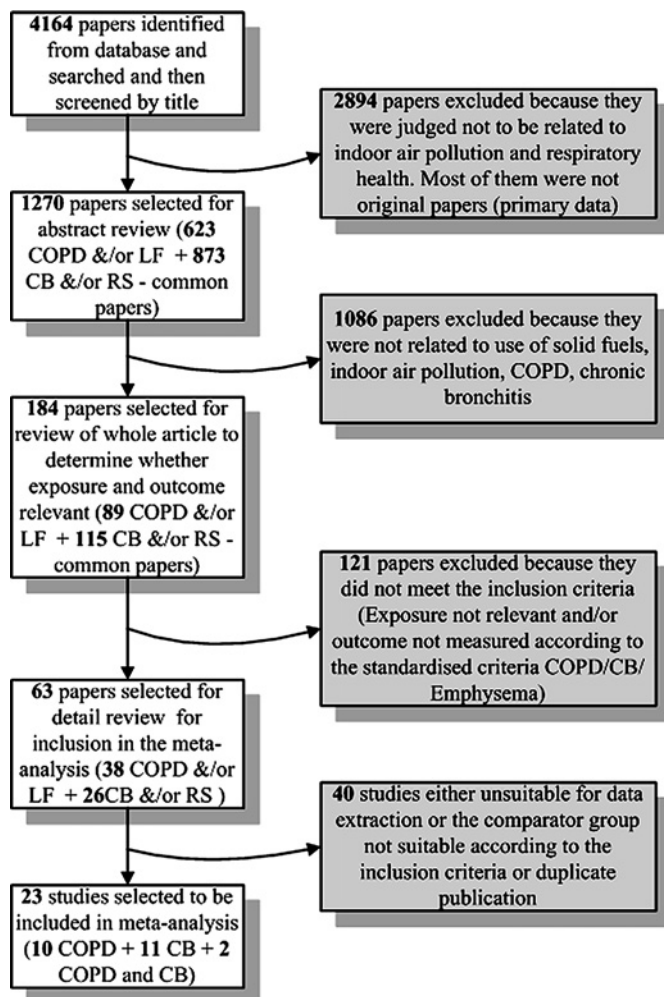 4164 papers identified
from database and
searched and then
screened by title
2894 papers excluded because they
were judged not to be related to
indoor air pollution and respiratory
health. Most of them were not
original papers (primary data)
1270 papers selected for
abstract review (623
COPD &/or LF + 873
CB &/or RS - common
papers)
1086 papers excluded because they
were not related to use of solid fuels,
indoor air pollution, COPD, chronic
bronchitis
184 papers selected for
review of whole article to
determine whether
exposure and outcome
relevant (89 COPD &/or
LF + 115 CB &/or RS -
common papers)
121 papers excluded because they
did not meet the inclusion criteria
(Exposure not relevant and/or
outcome not measured according to
the standardised criteria COPD/CB/
Emphysema)
63 papers selected for
detail review for
inclusion in the meta-
analysis (38 COPD &/or
LF + 26CB &/or RS )
40 studies either unsuitable for data
extraction or the comparator group
not suitable according to the
inclusion criteria or duplicate
publication
23 studies selected to be
included in meta-analysis
(10 COPD + 11 CB + 2
COPD and CB)